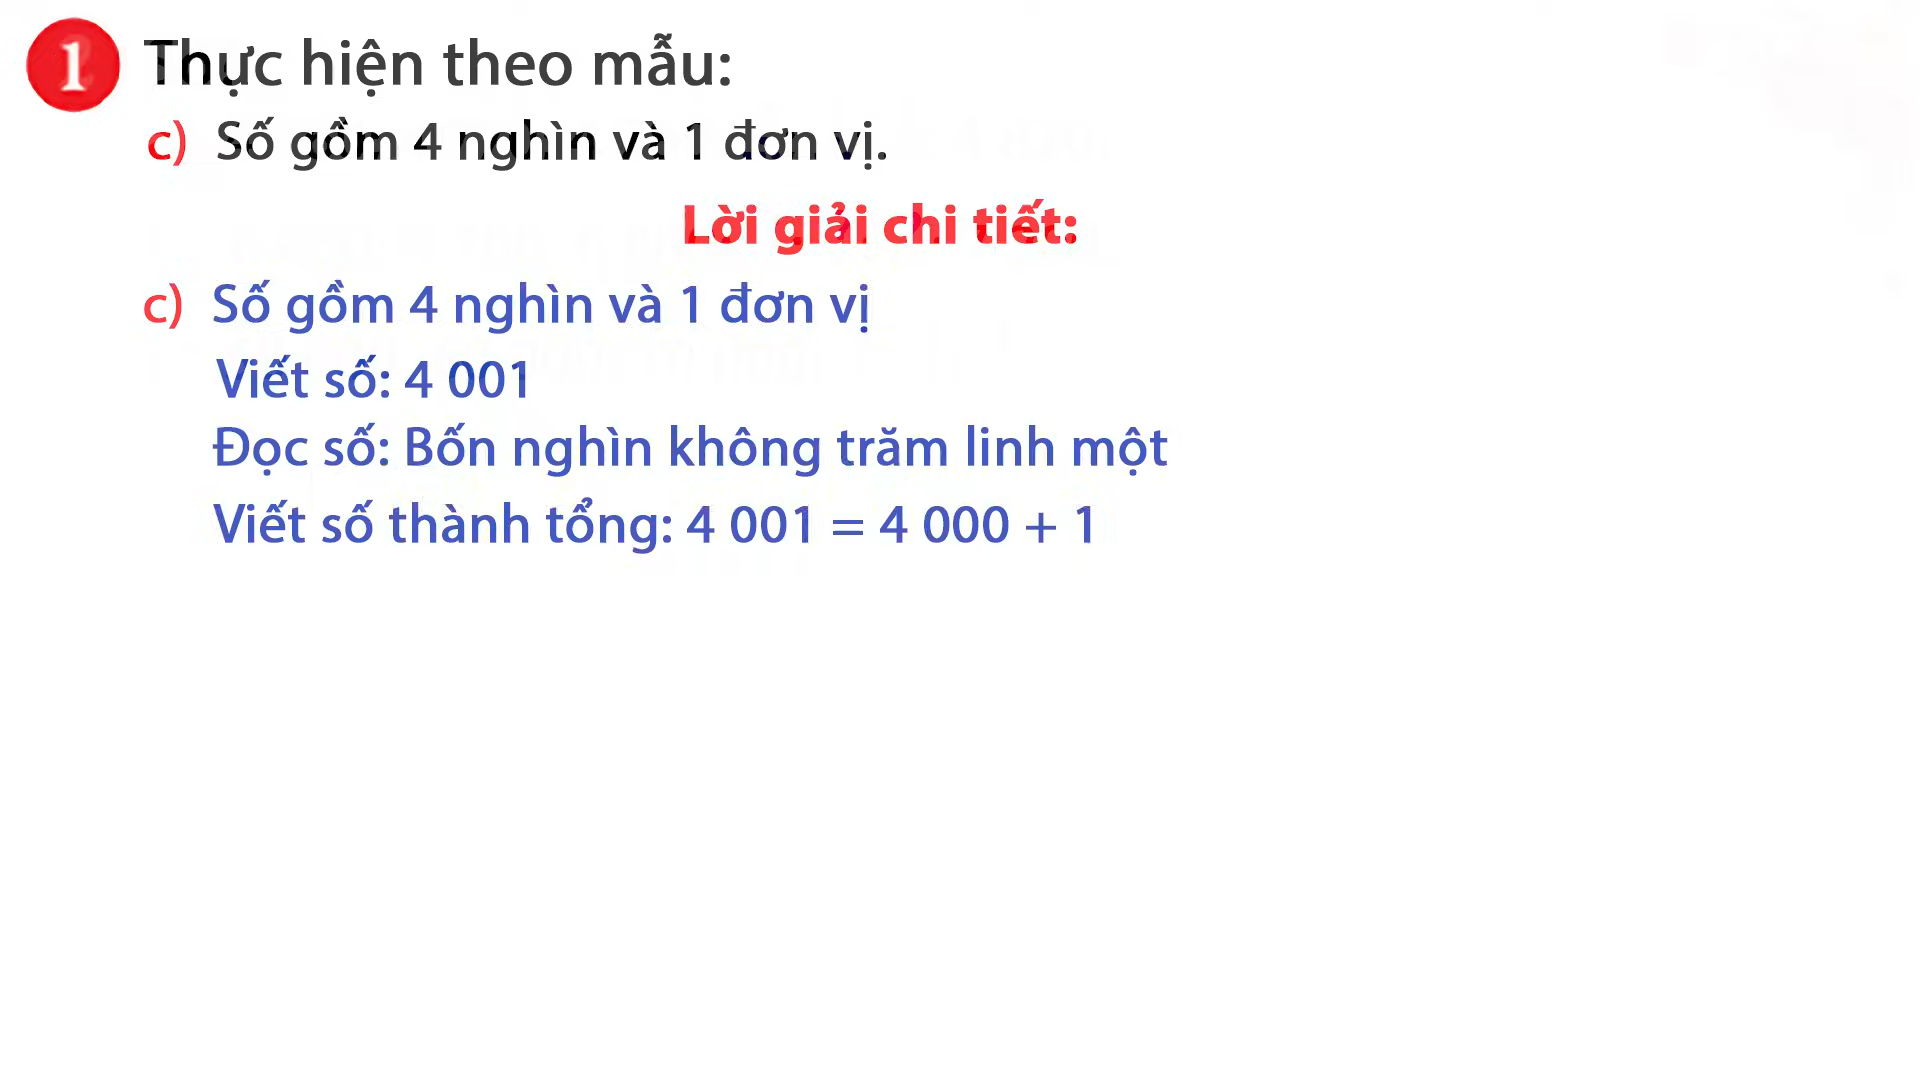 1 Thực hiện theo mẫu:
c) Số gồm 4 nghìn và 1 đơn vị.
Lời giải chi tiết:
c) Số gồm 4 nghìn và 1 đơn vị
Viết số: 4 001
Đọc số: Bốn nghìn không trăm linh một
Viết số thành tổng: 4 001 = 4 000 + 1